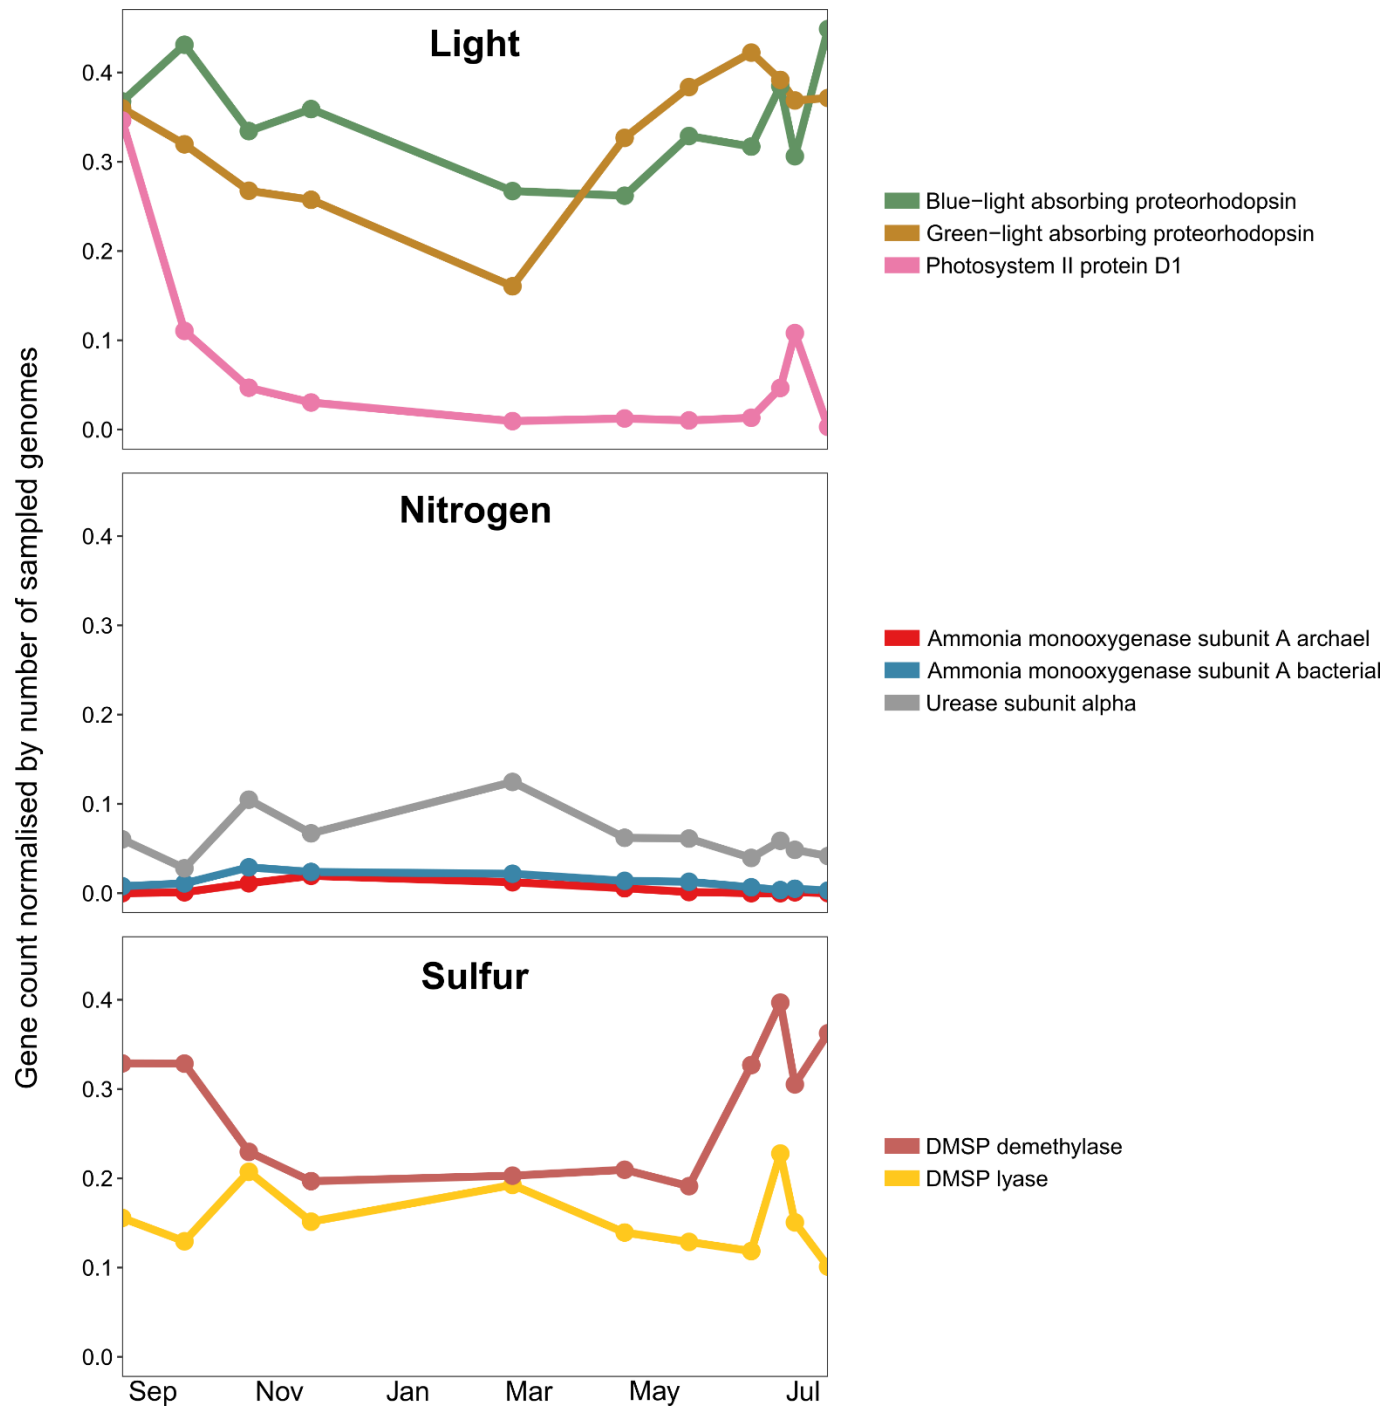 Gene count normalised by number of sampled genomes
Light
0.4
0.3
0.2
0.1
0.0
Blue−light absorbing proteorhodopsin
Green−light absorbing proteorhodopsin
Photosystem II protein D1
Nitrogen
0.4
0.3
0.2
0.1
0.0
Ammonia monooxygenase subunit A archael
Ammonia monooxygenase subunit A bacterial
Urease subunit alpha
Sulfur
0.4
0.3
0.2
0.1
0.0
DMSP demethylase
DMSP lyase
Sep Nov Jan Mar May Jul